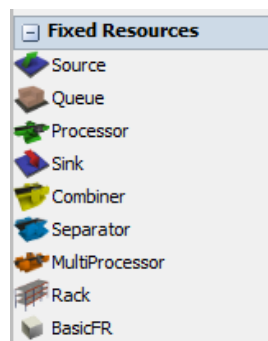 Fixed Resources
Source
Queue
Processor
Sink
Combiner
Separator
MultiProcessor
Rack
BasicFR